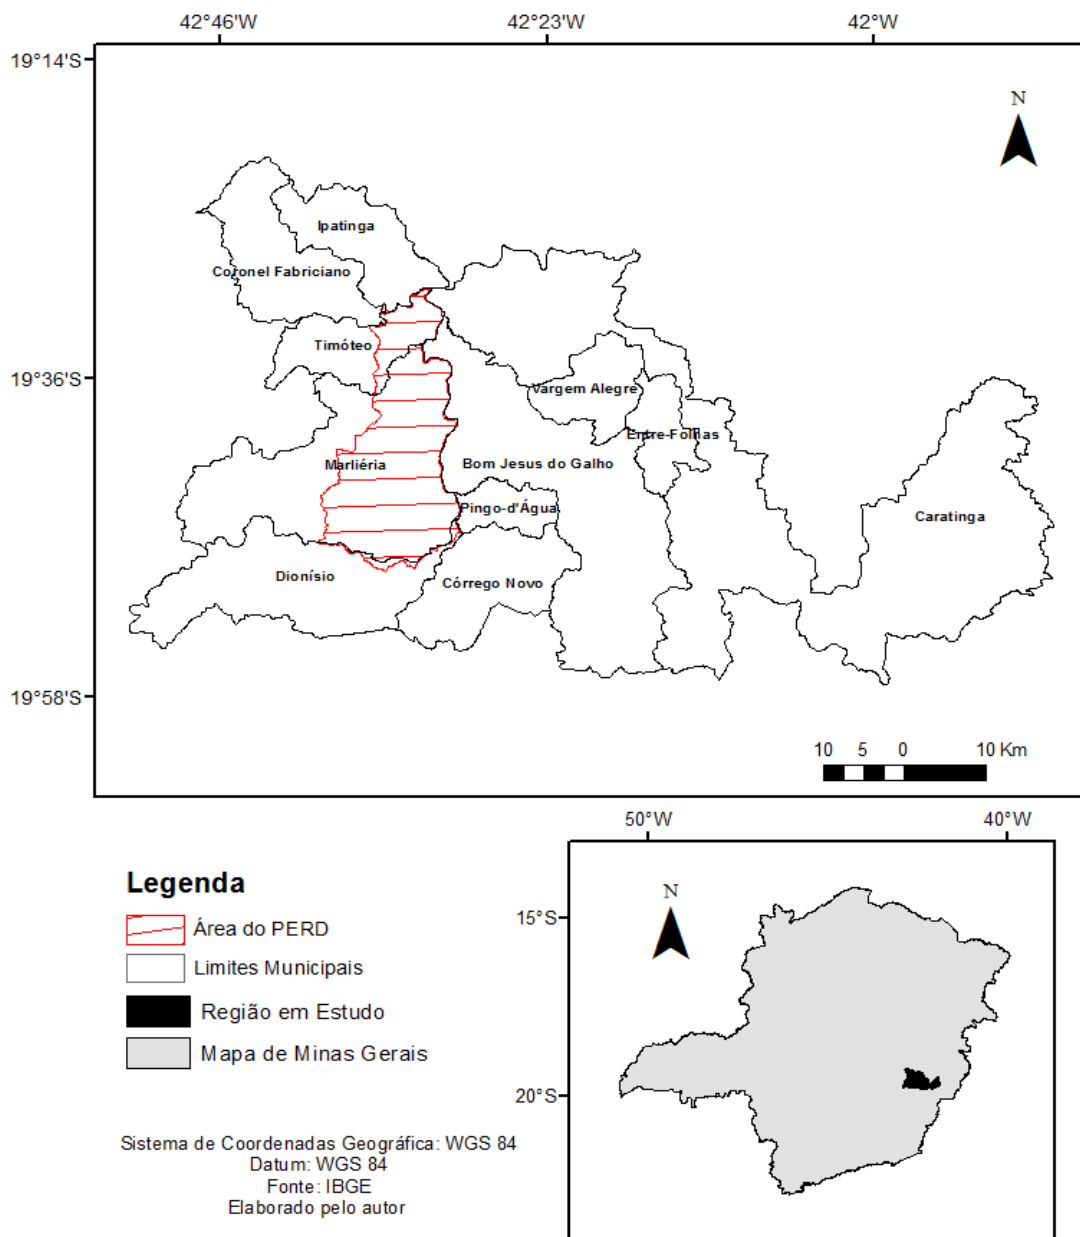 42°46'W 42°23'W 42°W
19°14'S
N
Ipatinga
Coronel Fabriciano
Timóteo
19°36'S
Vargem Alegre
Entre-Folhas
Marliéria
Bom Jesus do Galho
Pingo-d'Água
Caratinga
Dionísio
Córrego Novo
19°58'S
10 5 0 10 Km
50°W 40°W
Legenda
Área do PERD
Limites Municipais
Região em Estudo
Mapa de Minas Gerais
N
15°S
20°S
Sistema de Coordenadas Geográfica: WGS 84
Datum: WGS 84
Fonte: IBGE
Elaborado pelo autor